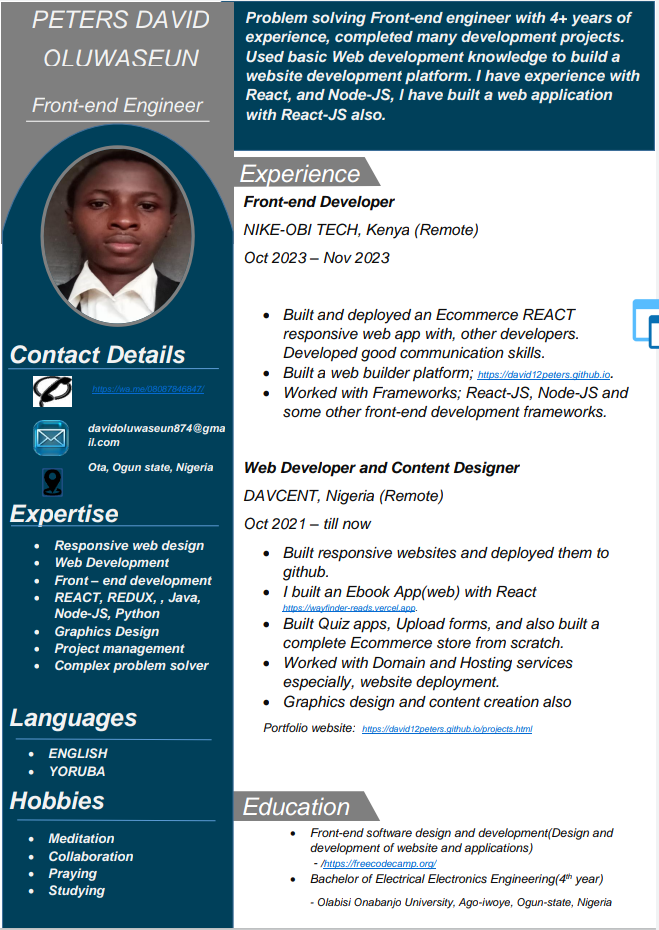 PETERS DAVID
OLUWASEUN
Front-end Engineer
Contact Details
https://wa.me/08087846847/
davidoluwaseun874@gma
il.com
Ota, Ogun state, Nigeria
Expertise
• Responsive web design
• Web Development
• Front – end development
• REACT, REDUX, , Java,
Node-JS, Python
• Graphics Design
• Project management
• Complex problem solver
Languages
• ENGLISH
• YORUBA
Hobbies
• Meditation
• Collaboration
• Praying
• Studying
Problem solving Front-end engineer with 4+ years of
experience, completed many development projects.
Used basic Web development knowledge to build a
website development platform. I have experience with
React, and Node-JS, I have built a web application
with React-JS also.
Experience
Front-end Developer
NIKE-OBI TECH, Kenya (Remote)
Oct 2023 – Nov 2023
• Built and deployed an Ecommerce REACT
responsive web app with, other developers.
Developed good communication skills.
• Built a web builder platform; https://david12peters.github.io.
• Worked with Frameworks; React-JS, Node-JS and
some other front-end development frameworks.
Web Developer and Content Designer
DAVCENT, Nigeria (Remote)
Oct 2021 – till now
• Built responsive websites and deployed them to
github.
• I built an Ebook App(web) with React
https://wayfinder-reads.vercel.app.
• Built Quiz apps, Upload forms, and also built a
complete Ecommerce store from scratch.
• Worked with Domain and Hosting services
especially, website deployment.
• Graphics design and content creation also
Portfolio website: https://david12peters.github.io/projects.html
Education
• Front-end software design and development(Design and
development of website and applications)
- /https://freecodecamp.org/
• Bachelor of Electrical Electronics Engineering(4th year)
- Olabisi Onabanjo University, Ago-iwoye, Ogun-state, Nigeria